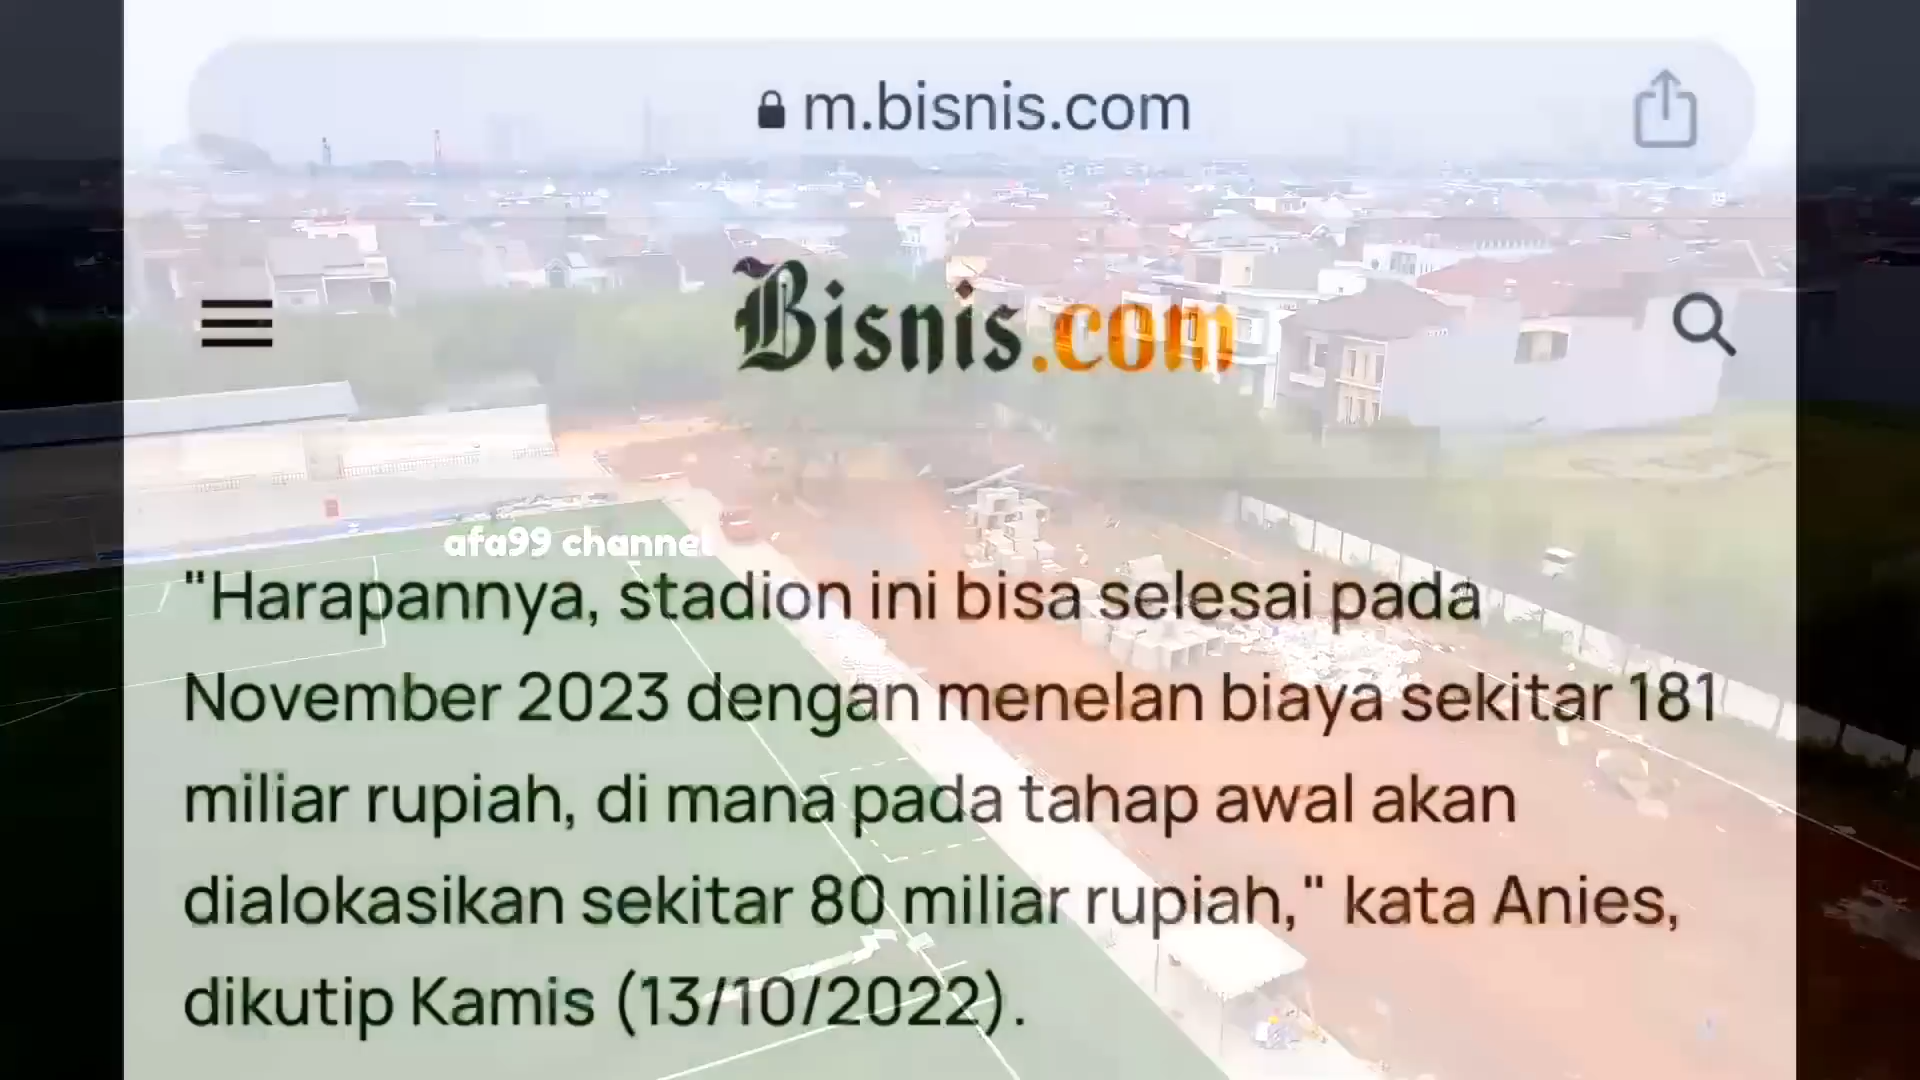 m.bisnis.com
Bisnis.com
afa99 channel
"Harapannya, stadion ini bisa selesai pada
November 2023 dengan menelan biaya sekitar 181
miliar rupiah, di mana pada tahap awal akan
dialokasikan sekitar 80 miliar rupiah," kata Anies,
dikutip Kamis (13/10/2022).